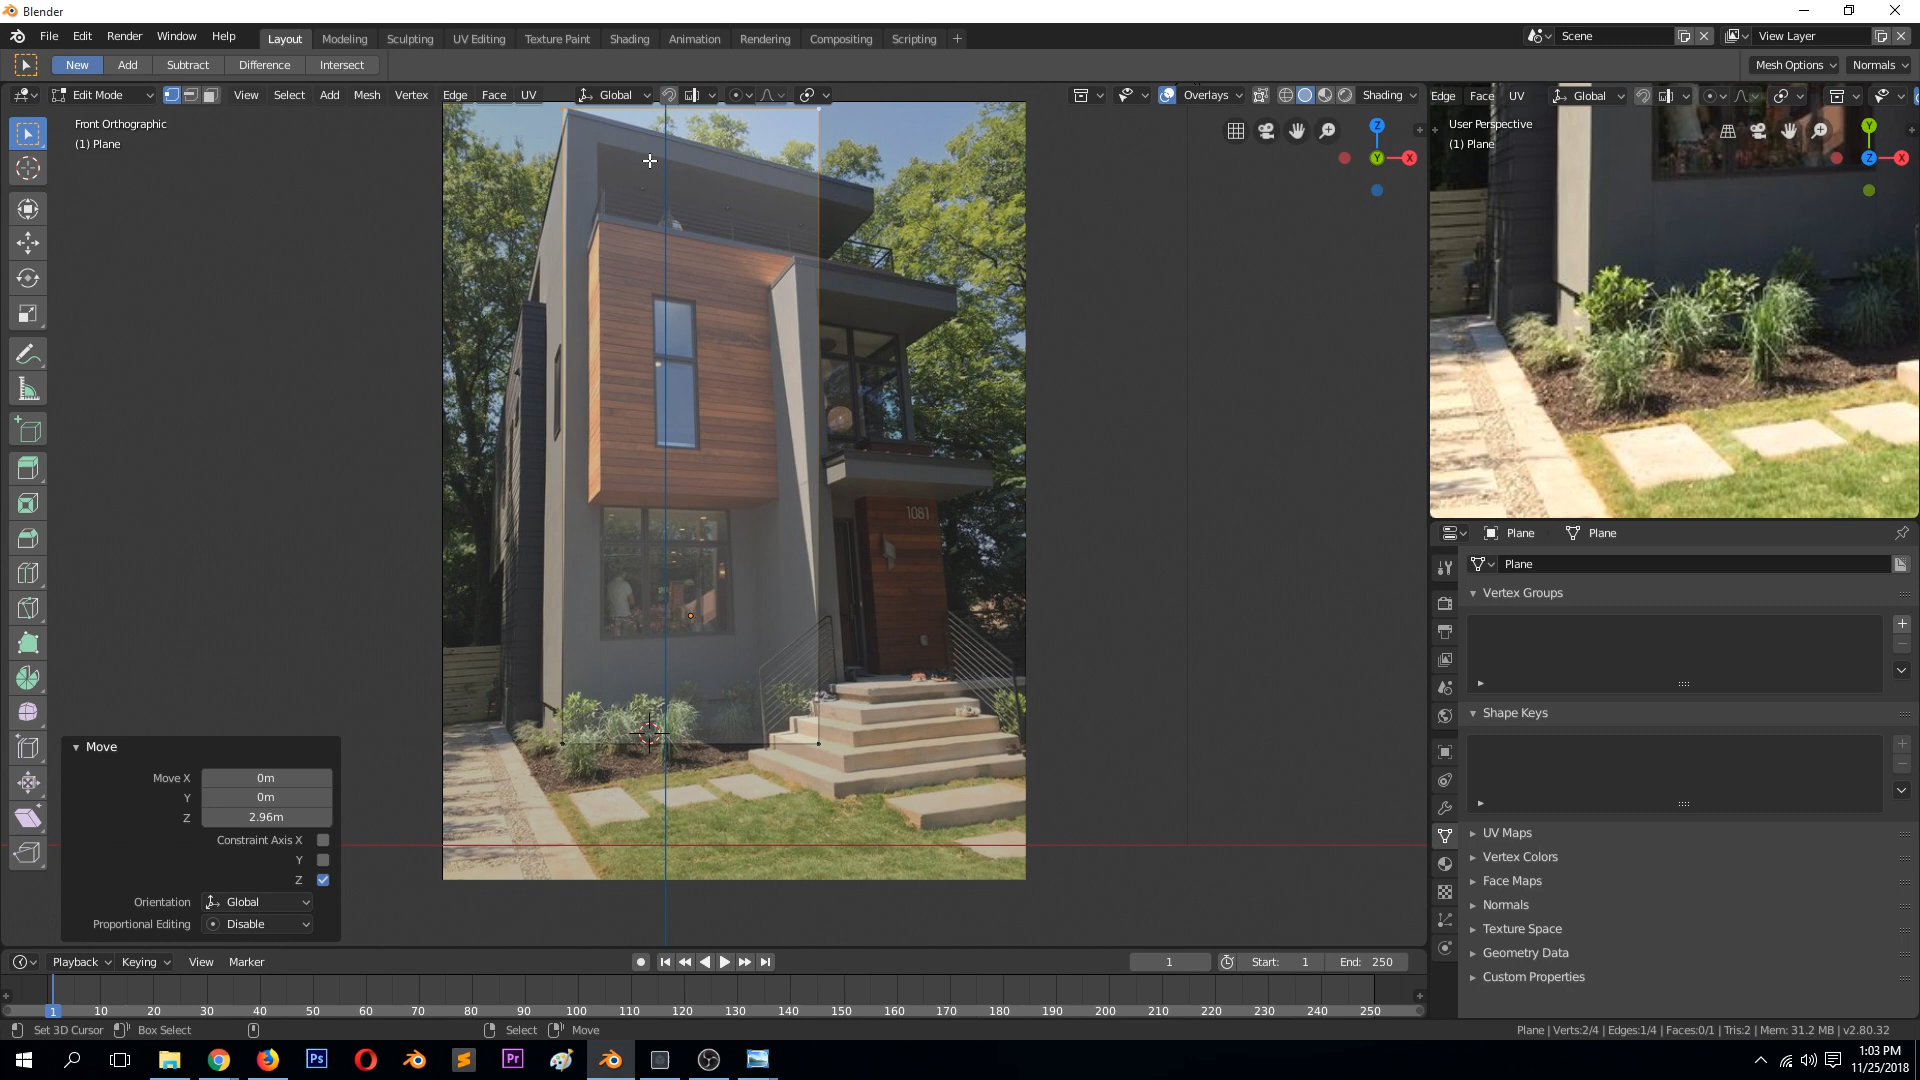 Blender
File Edit Render Window Help
Layout Modeling Sculpting UV Editing Texture Paint Shading Animation Rendering Compositing Scripting +
Scene
View Layer
New Add Subtract Difference Intersect
Mesh Options Normals
Edit Mode View Select Add Mesh Vertex Edge Face UV Global Overlays Shading
Edge Face UV Global
Front Orthographic
(1) Plane
Z
Y
X
User Perspective
(1) Plane
Y
Z
X
1081
Plane Plane
Plane
Vertex Groups
Shape Keys
UV Maps
Vertex Colors
Face Maps
Normals
Texture Space
Geometry Data
Custom Properties
Move
Move X 0m
Y 0m
Z 2.96m
Constraint Axis X
Y
Z
Orientation Global
Proportional Editing Disable
Playback Keying View Marker
1 Start: 1 End: 250
1 10 20 30 40 50 60 70 80 90 100 110 120 130 140 150 160 170 180 190 200 210 220 230 240 250
Set 3D Cursor Box Select Select Move
Plane | Verts:2/4 | Edges:1/4 | Faces:0/1 | Tris:2 | Mem: 31.2 MB | v2.80.32
Ps
Pr
1:03 PM
11/25/2018